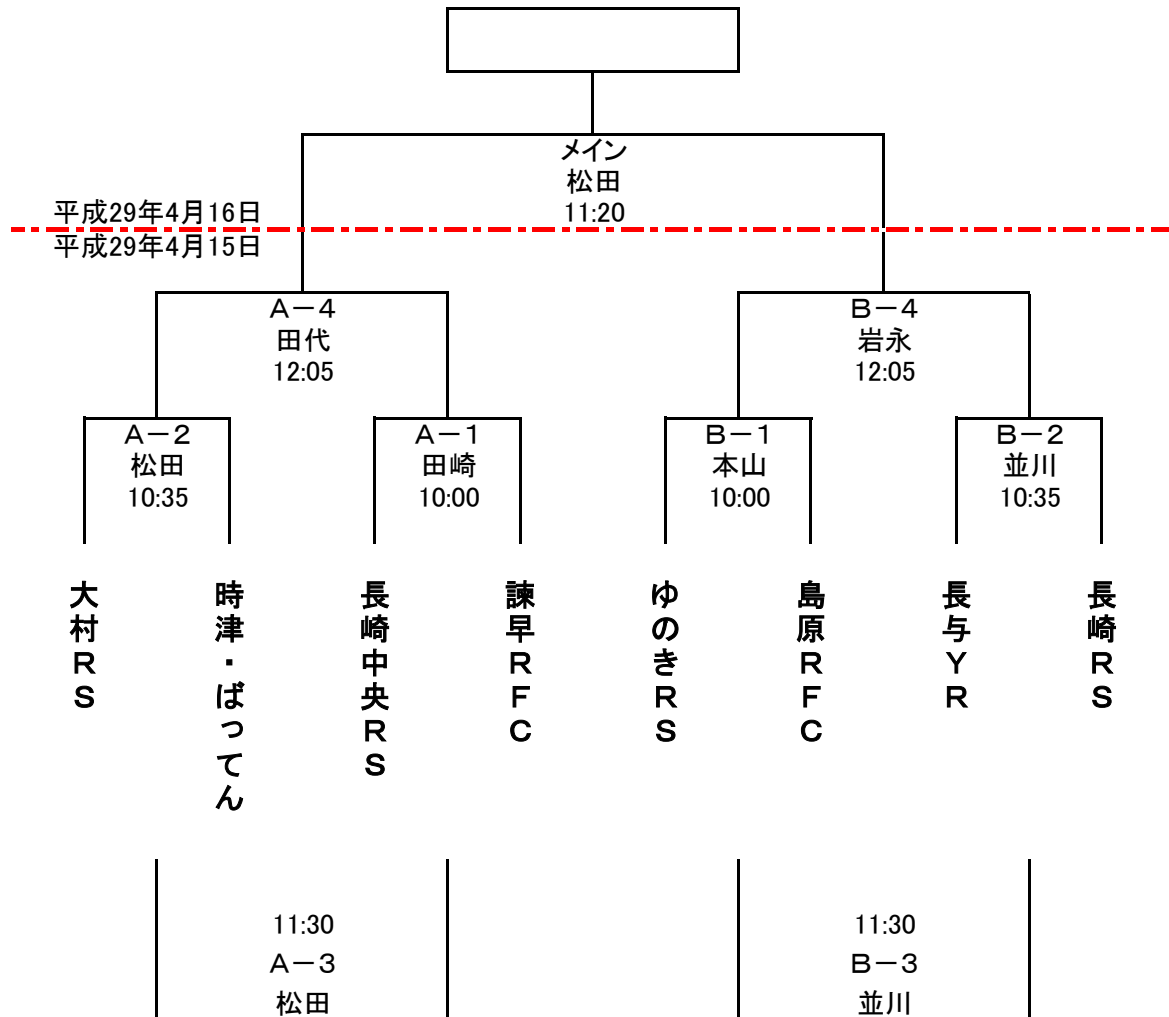 メイン
松田
11:20
平成29年4月16日
平成29年4月15日
A－4
田代
12:05
B－4
岩永
12:05
A－2
松田
10:35
A－1
田崎
10:00
B－1
本山
10:00
B－2
並川
10:35
大村RS
時津・ばってん
長崎中央RS
諫早RFC
ゆのきRS
島原RFC
長与YR
長崎RS
11:30
A－3
松田
11:30
B－3
並川